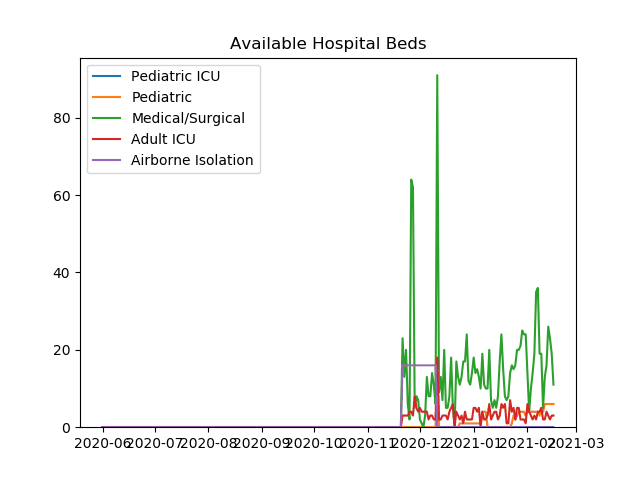 Available Hospital Beds
Pediatric ICU
Pediatric
Medical/Surgical
Adult ICU
Airborne Isolation
80
60
40
20
0
2020-06 2020-07 2020-08 2020-09 2020-10 2020-11 2020-12 2021-01 2021-02 2021-03